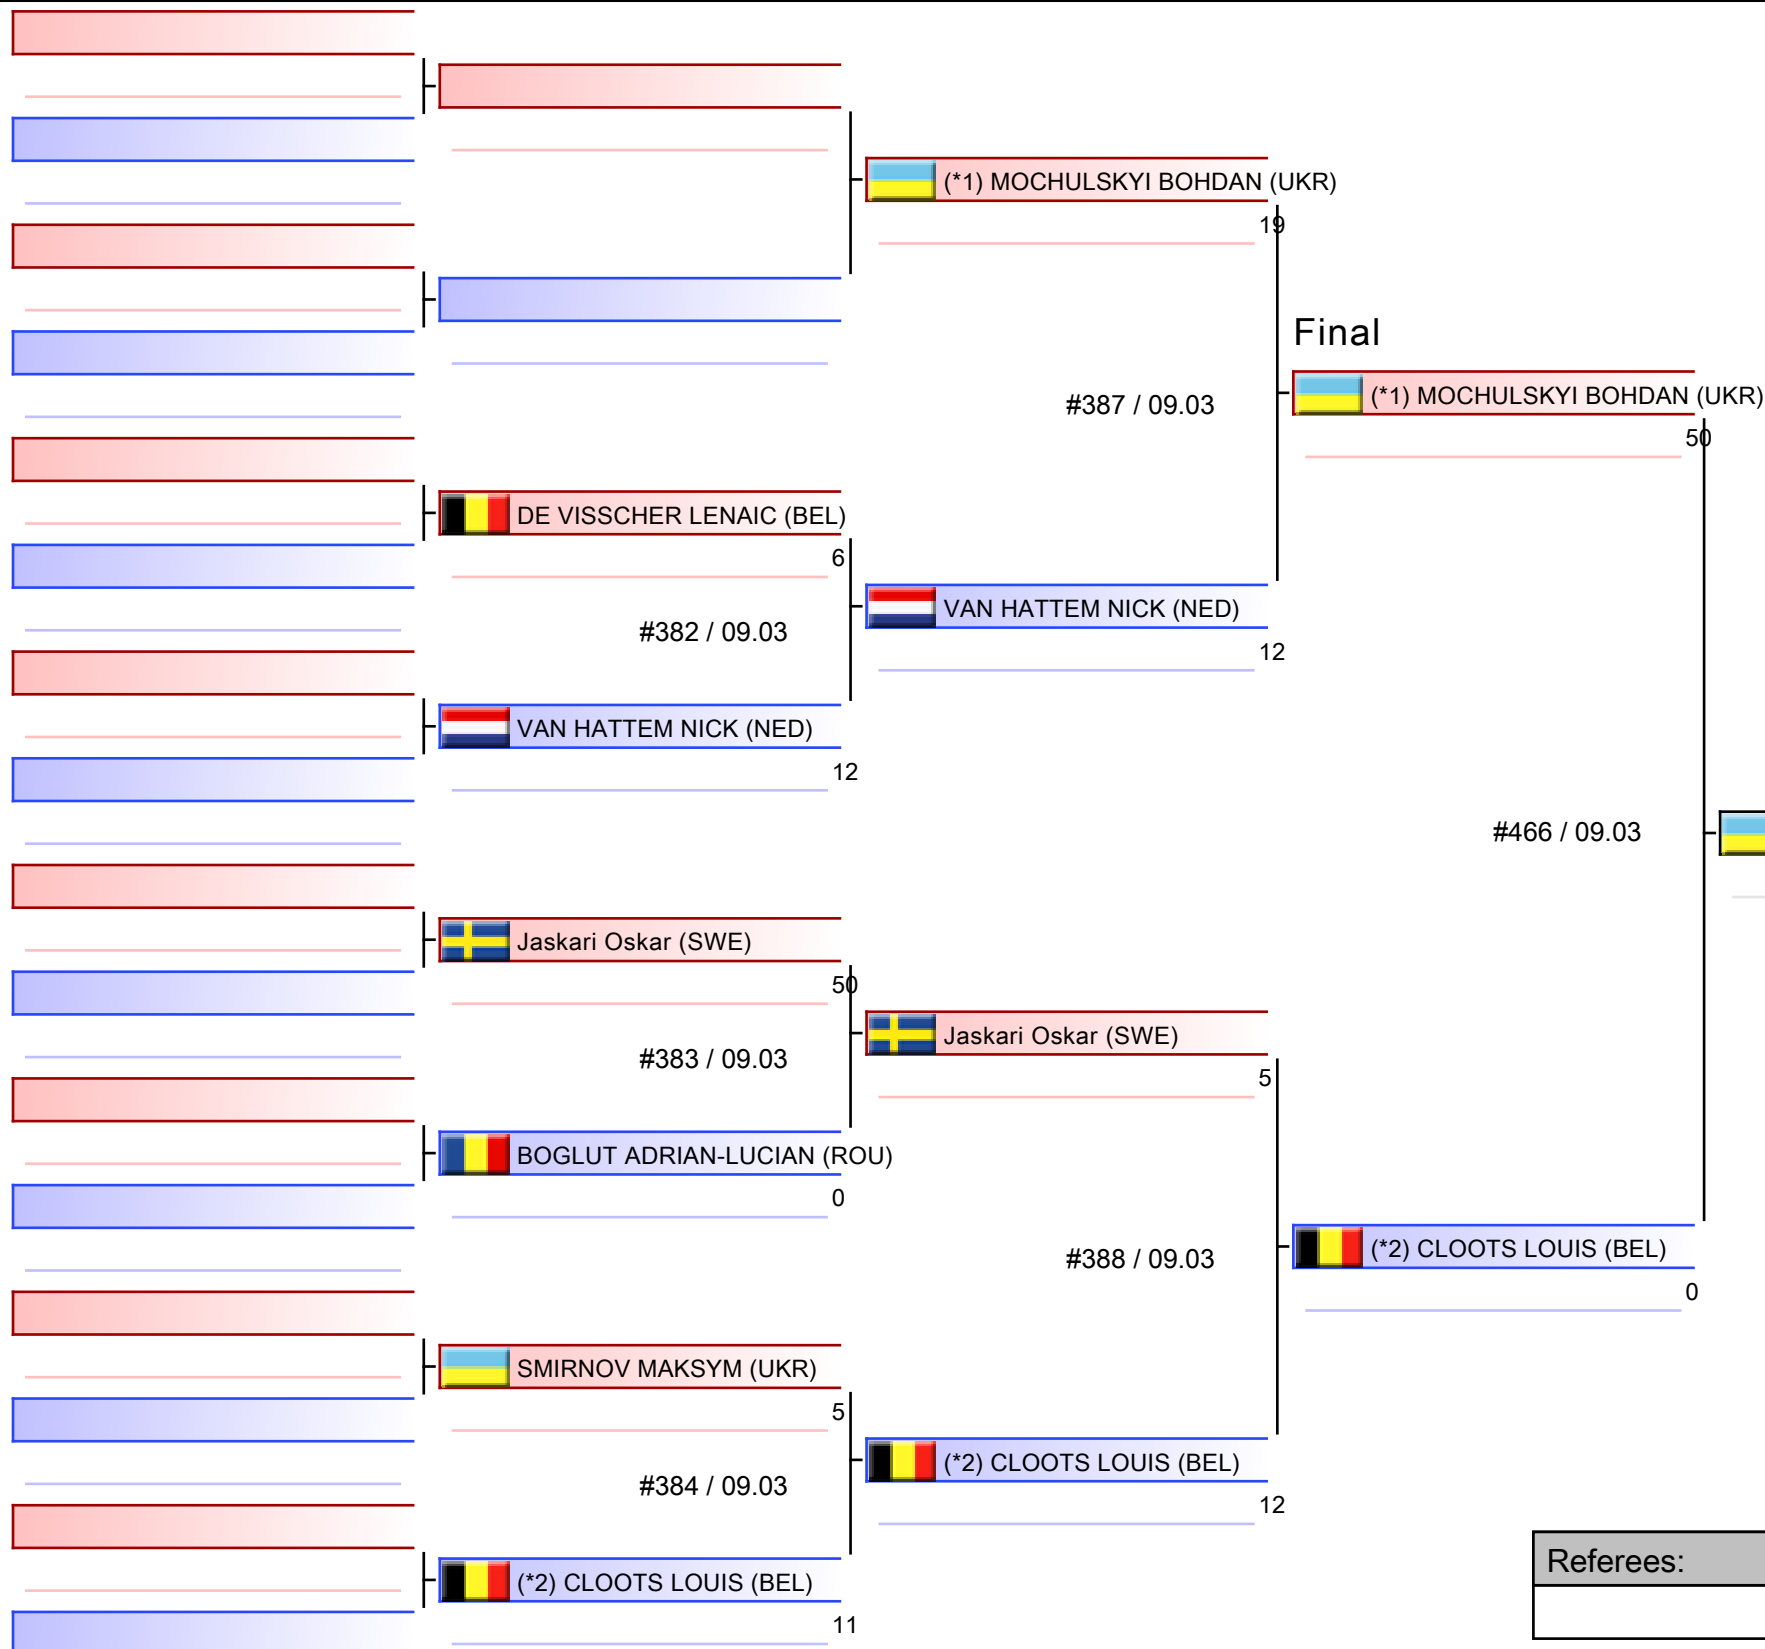 (*1) MOCHULSKYI BOHDAN (UKR)
19
Final
#387 / 09.03
(*1) MOCHULSKYI BOHDAN (UKR)
50
DE VISSCHER LENAIC (BEL)
6
#382 / 09.03
VAN HATTEM NICK (NED)
12
VAN HATTEM NICK (NED)
12
#466 / 09.03
Jaskari Oskar (SWE)
50
#383 / 09.03
Jaskari Oskar (SWE)
5
BOGLUT ADRIAN-LUCIAN (ROU)
0
#388 / 09.03
(*2) CLOOTS LOUIS (BEL)
0
SMIRNOV MAKSYM (UKR)
5
#384 / 09.03
(*2) CLOOTS LOUIS (BEL)
12
(*2) CLOOTS LOUIS (BEL)
11
Referees: